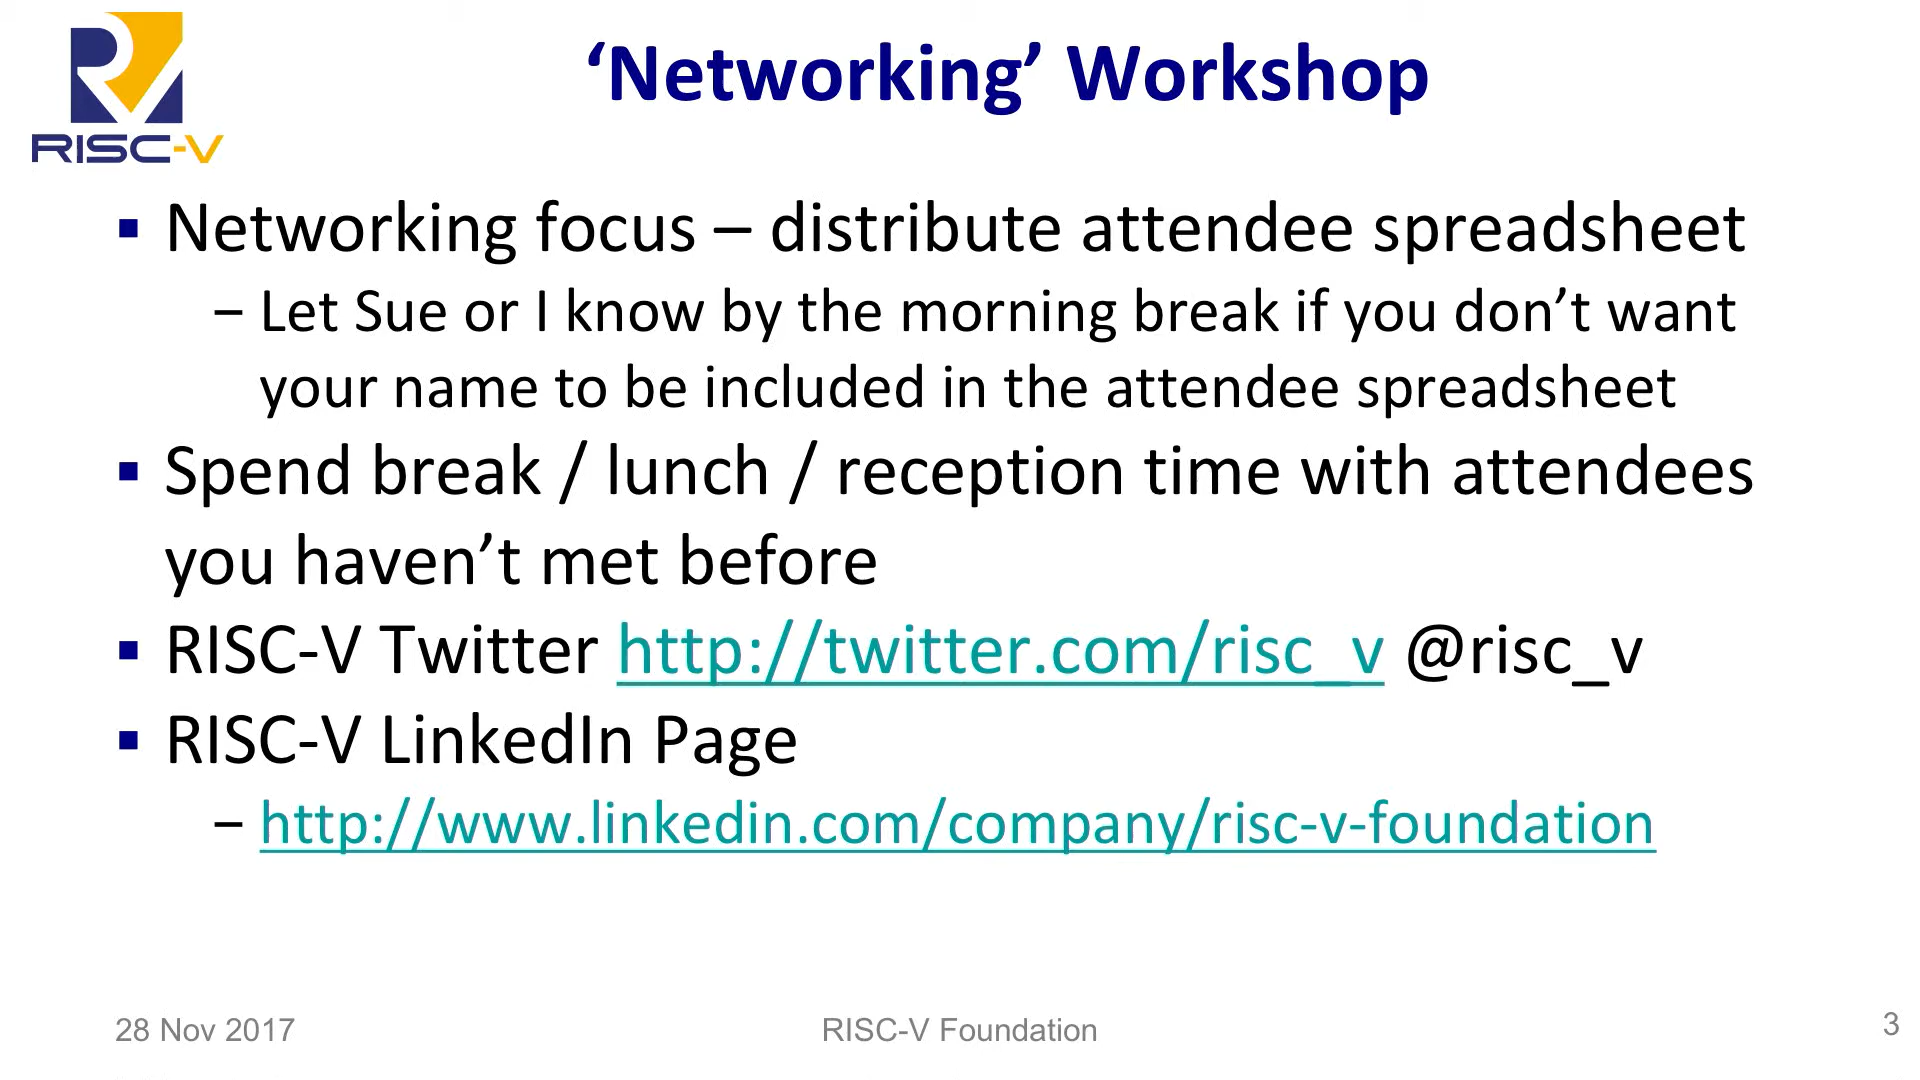 RISC-V
‘Networking’ Workshop
▪ Networking focus – distribute attendee spreadsheet
– Let Sue or I know by the morning break if you don’t want
your name to be included in the attendee spreadsheet
▪ Spend break / lunch / reception time with attendees
you haven’t met before
▪ RISC-V Twitter http://twitter.com/risc_v @risc_v
▪ RISC-V LinkedIn Page
– http://www.linkedin.com/company/risc-v-foundation
28 Nov 2017
RISC-V Foundation
3